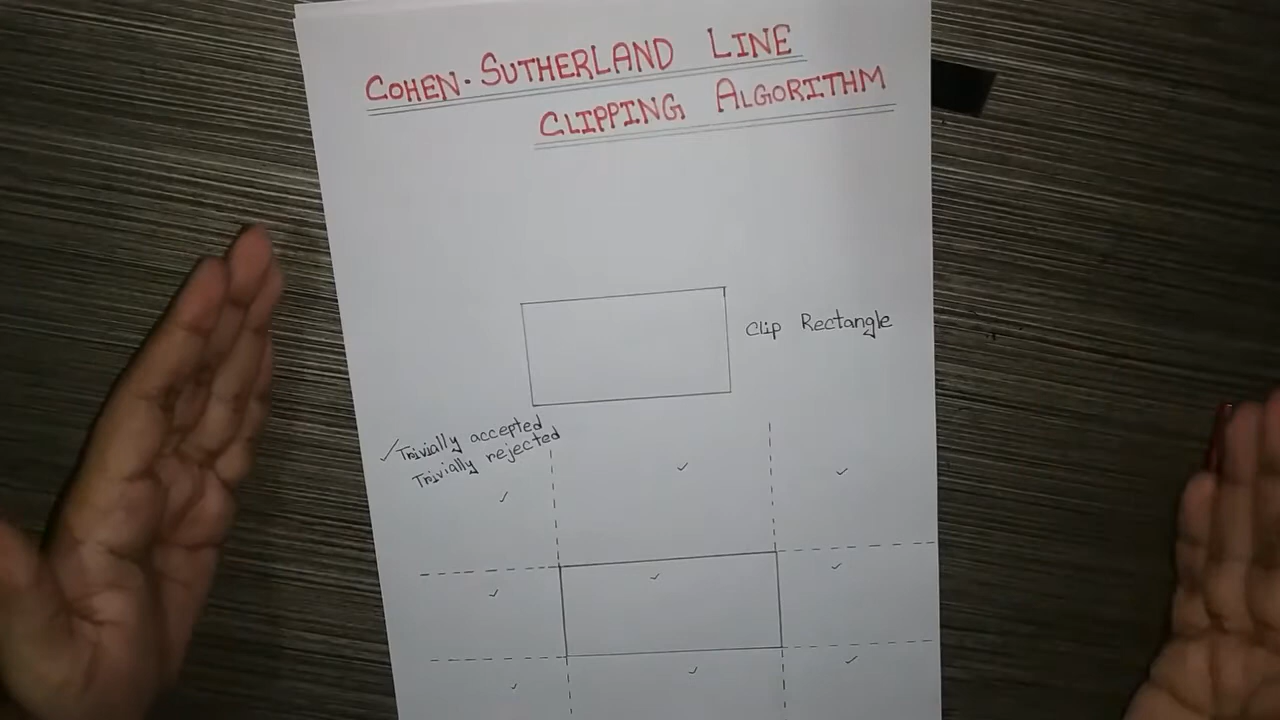 COHEN-SUTHERLAND LINE
CLIPPING ALGORITHM
Clip Rectangle
✓Trivially accepted
Trivially rejected